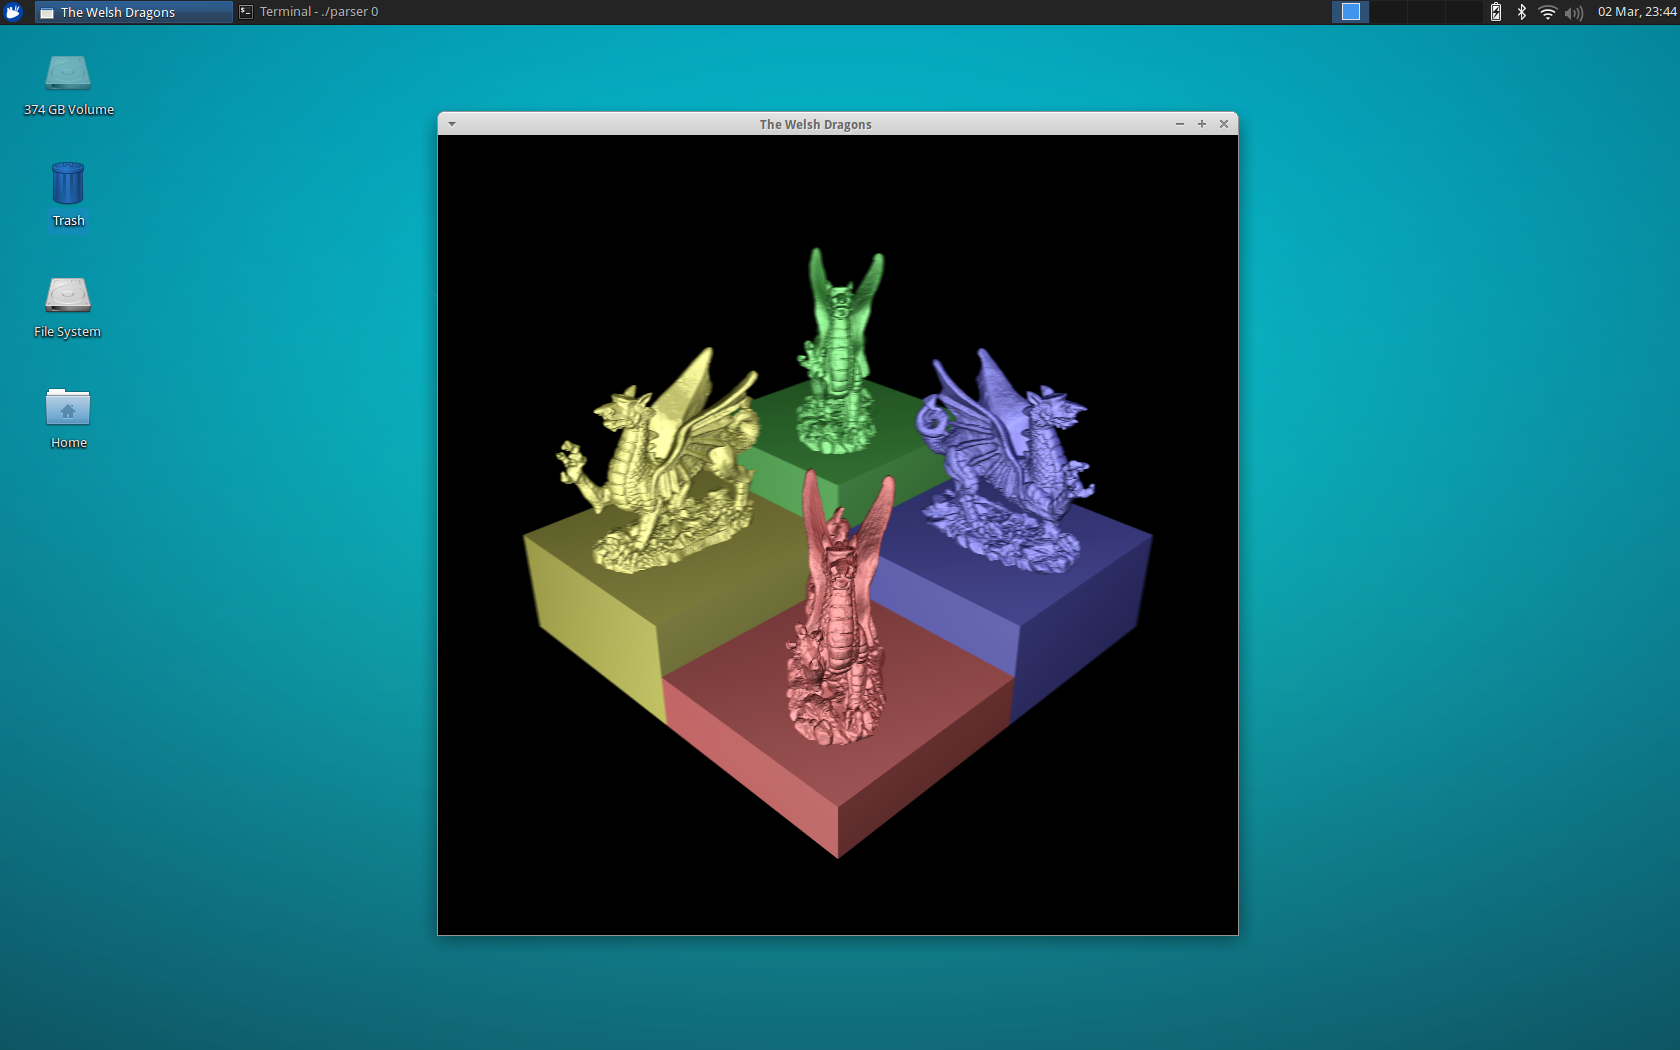 The Welsh Dragons
Terminal - ./parser 0
02 Mar, 23:44
374 GB Volume
Trash
File System
Home
The Welsh Dragons